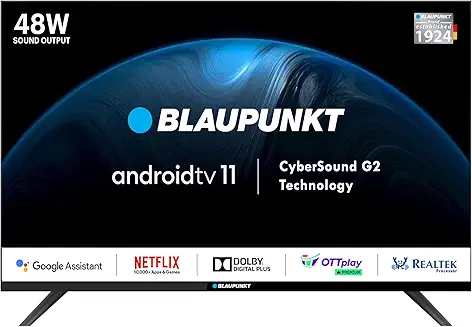 48W
SOUND OUTPUT
BLAUPUNKT
Sound
established
1924
BLAUPUNKT
androidtv 11
CyberSound G2
Technology
Google Assistant
NETFLIX
10,000+ Apps & Games
DOLBY
DIGITAL PLUS
OTTplay
PREMIUM
REALTEK
Processor
BLAUPUNKT